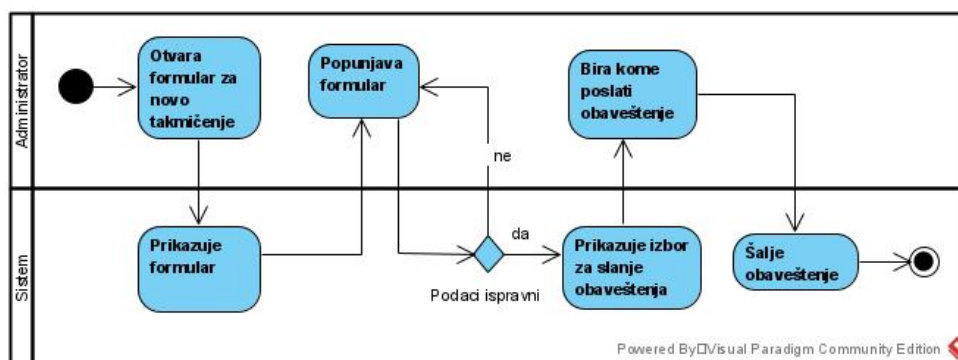 Administrator
Otvara
formular za
novo
takmičenje
Popunjava
formular
Bira kome
poslati
obaveštenje
ne
Sistem
Prikazuje
formular
da
Podaci ispravni
Prikazuje izbor
za slanje
obaveštenja
Šalje
obaveštenje
Powered By□Visual Paradigm Community Edition